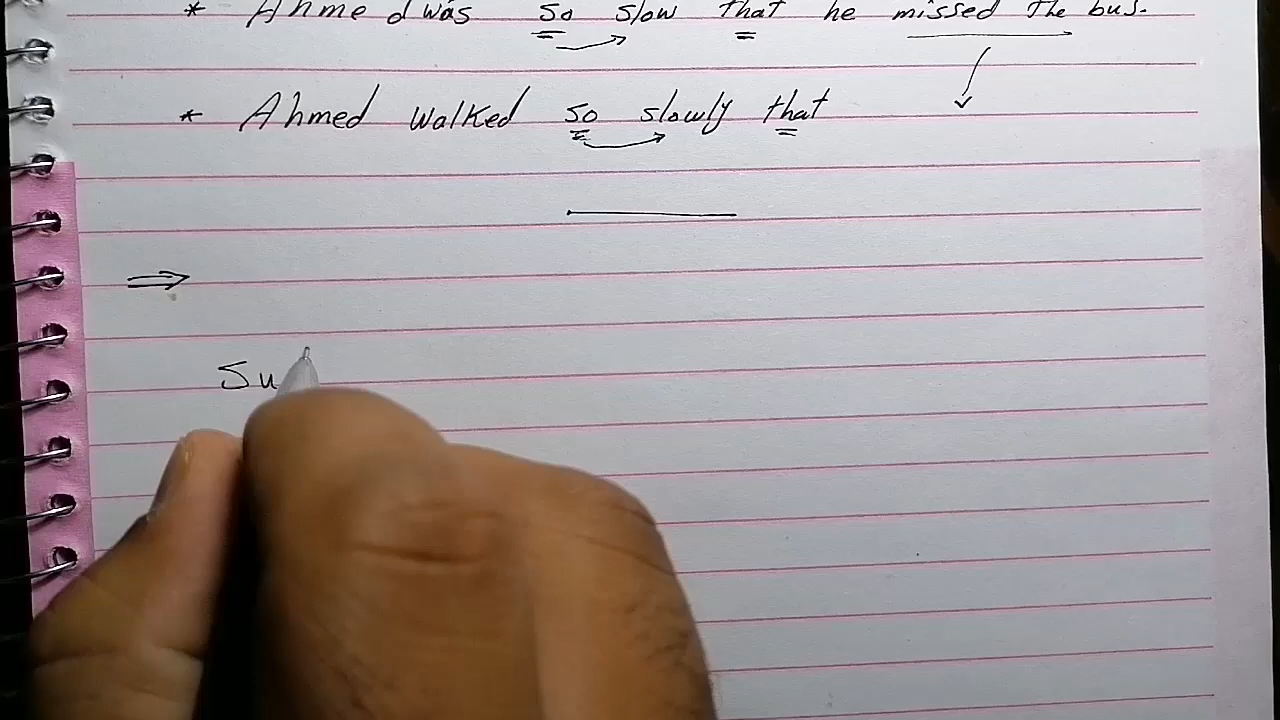 * Ahmed was so slow that he missed the bus.
* Ahmed walked so slowly that
⇒
Su